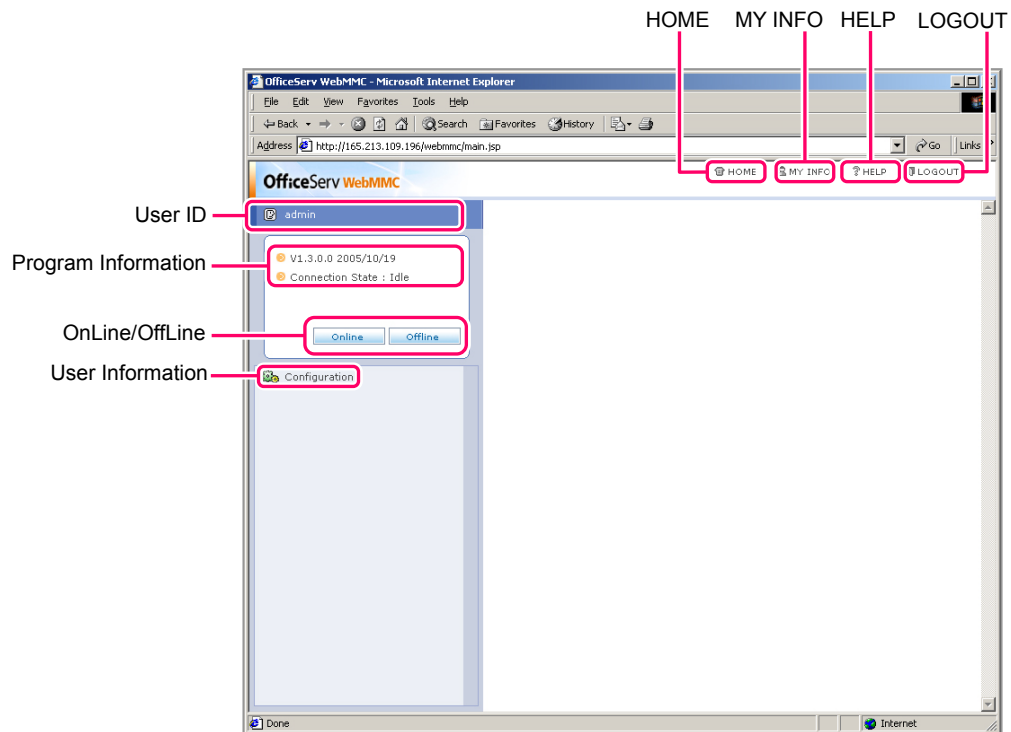 HOME MY INFO HELP LOGOUT
OfficeServ WebMMC - Microsoft Internet Explorer
File Edit View Favorites Tools Help
Back Search Favorites History
Address http://165.213.109.196/webmmc/main.jsp Go Links
OfficeServ WebMMC HOME MY INFO HELP LOGOUT
User ID admin
Program Information V1.3.0.0 2005/10/19
Connection State : Idle
OnLine/OffLine Online Offline
User Information Configuration
Done Internet